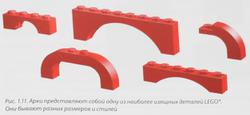 Рис. 1.11. Арки представляют собой одну из наиболее изящных деталей LEGO®.
Они бывают разных размеров и стилей